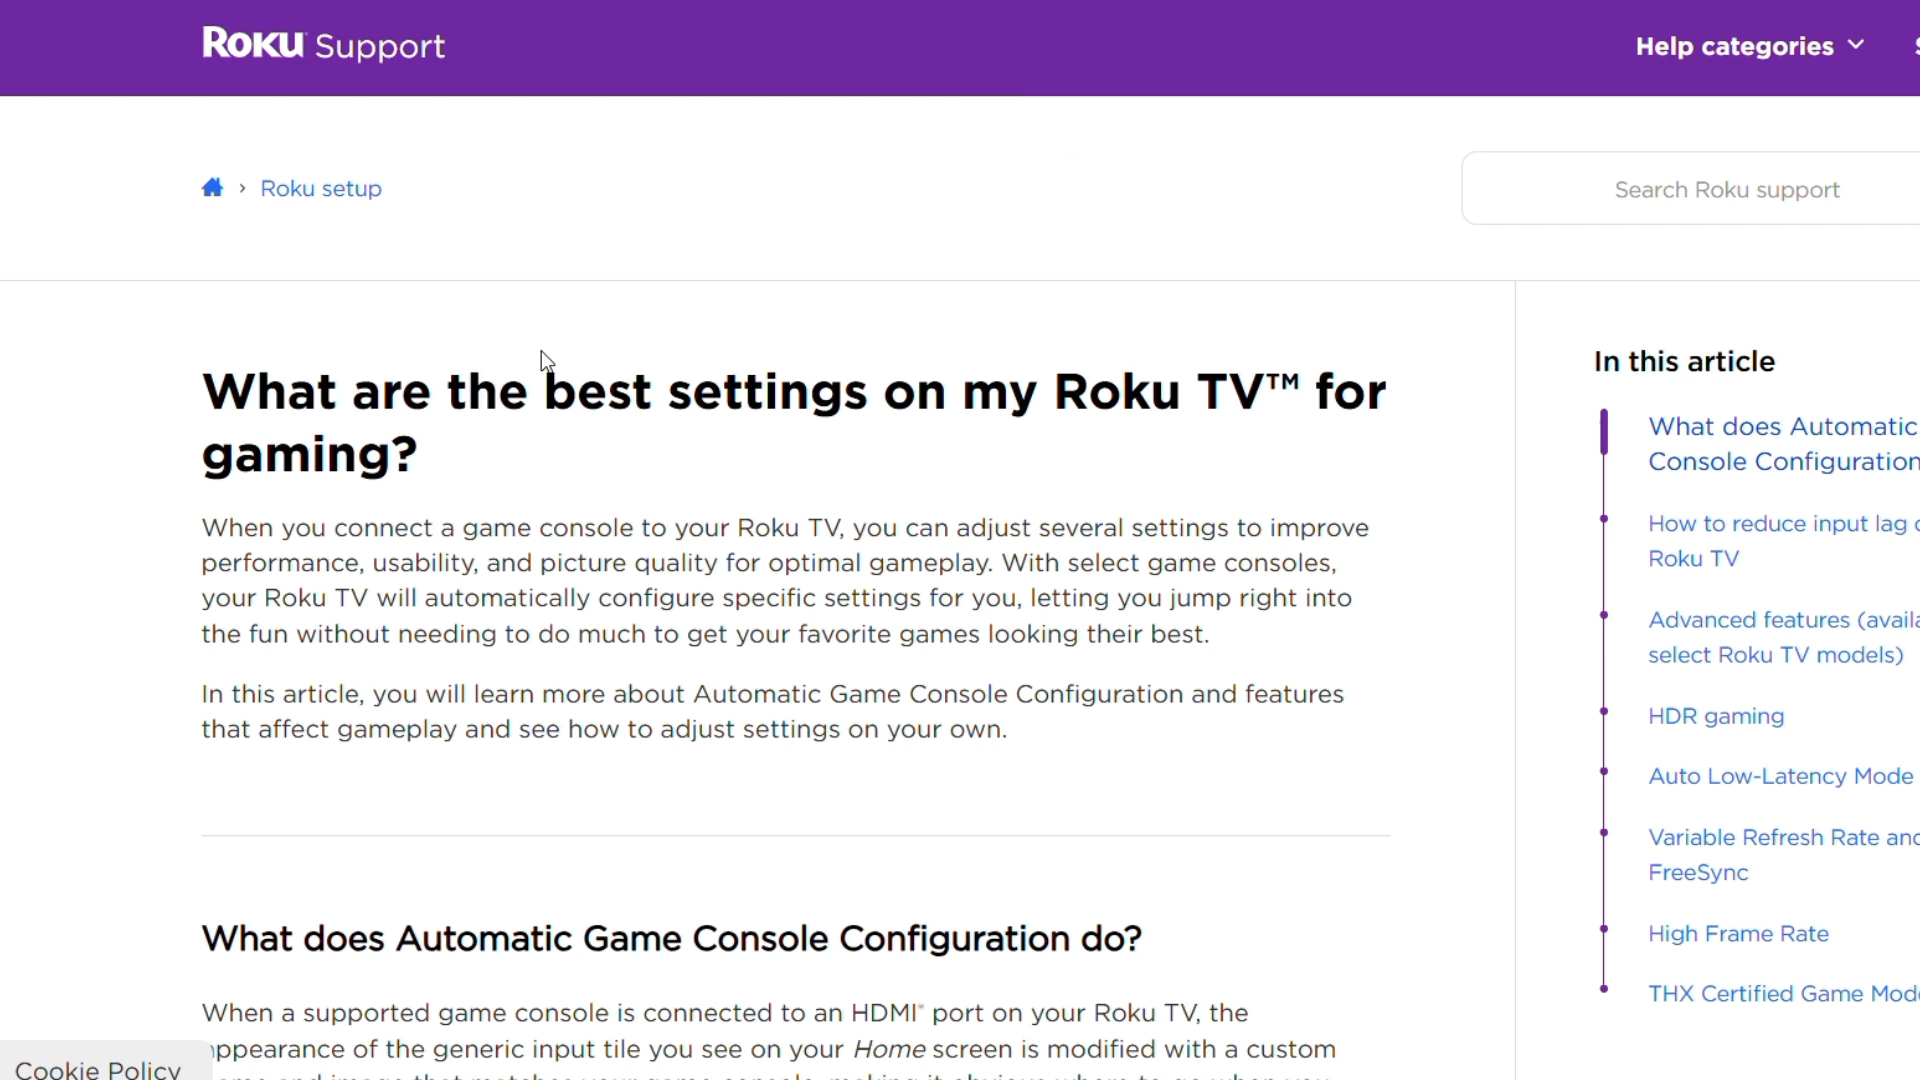 Roku Support
Help categories
Roku setup
Search Roku support
What are the best settings on my Roku TV™ for
gaming?
When you connect a game console to your Roku TV, you can adjust several settings to improve
performance, usability, and picture quality for optimal gameplay. With select game consoles,
your Roku TV will automatically configure specific settings for you, letting you jump right into
the fun without needing to do much to get your favorite games looking their best.
In this article, you will learn more about Automatic Game Console Configuration and features
that affect gameplay and see how to adjust settings on your own.
What does Automatic Game Console Configuration do?
When a supported game console is connected to an HDMI® port on your Roku TV, the
appearance of the generic input tile you see on your Home screen is modified with a custom
Cookie Policy
In this article
What does Automatic
Console Configuration
How to reduce input lag
Roku TV
Advanced features
select Roku TV models)
HDR gaming
Auto Low-Latency Mode
Variable Refresh Rate and
FreeSync
High Frame Rate
THX Certified Game Mode